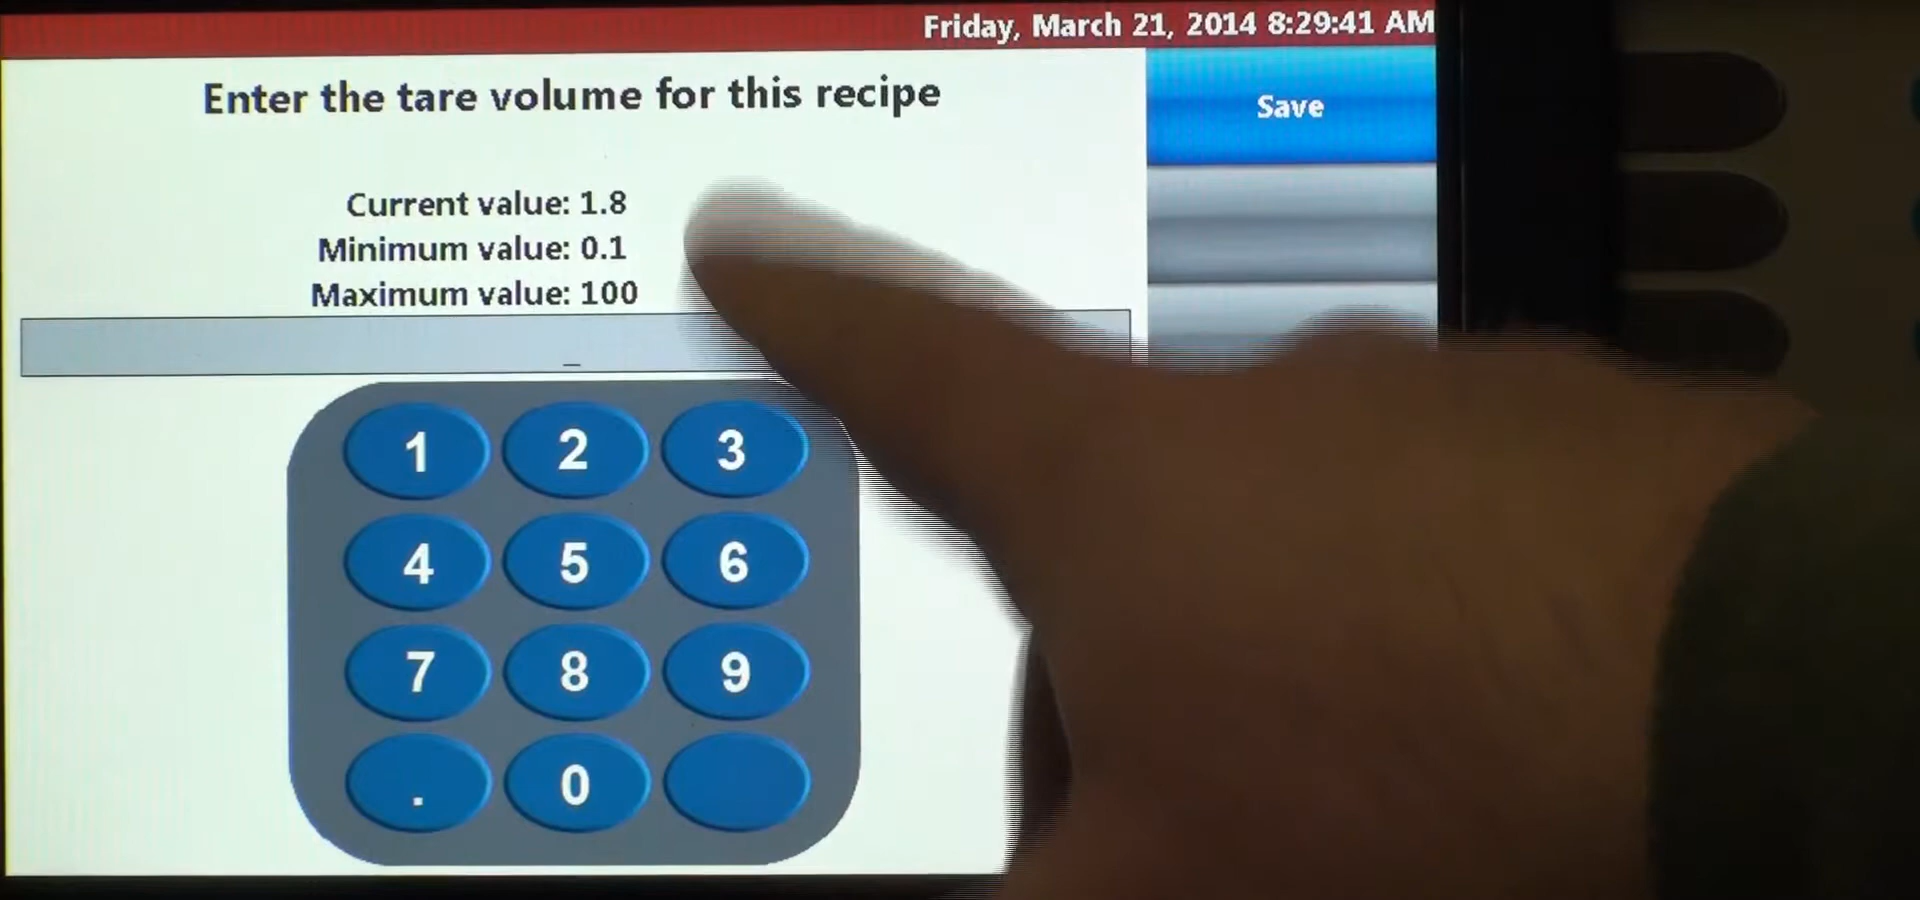 Friday, March 21, 2014 8:29:41 AM
Enter the tare volume for this recipe
Save
Current value: 1.8
Minimum value: 0.1
Maximum value: 100
_
1 2 3
4 5 6
7 8 9
. 0